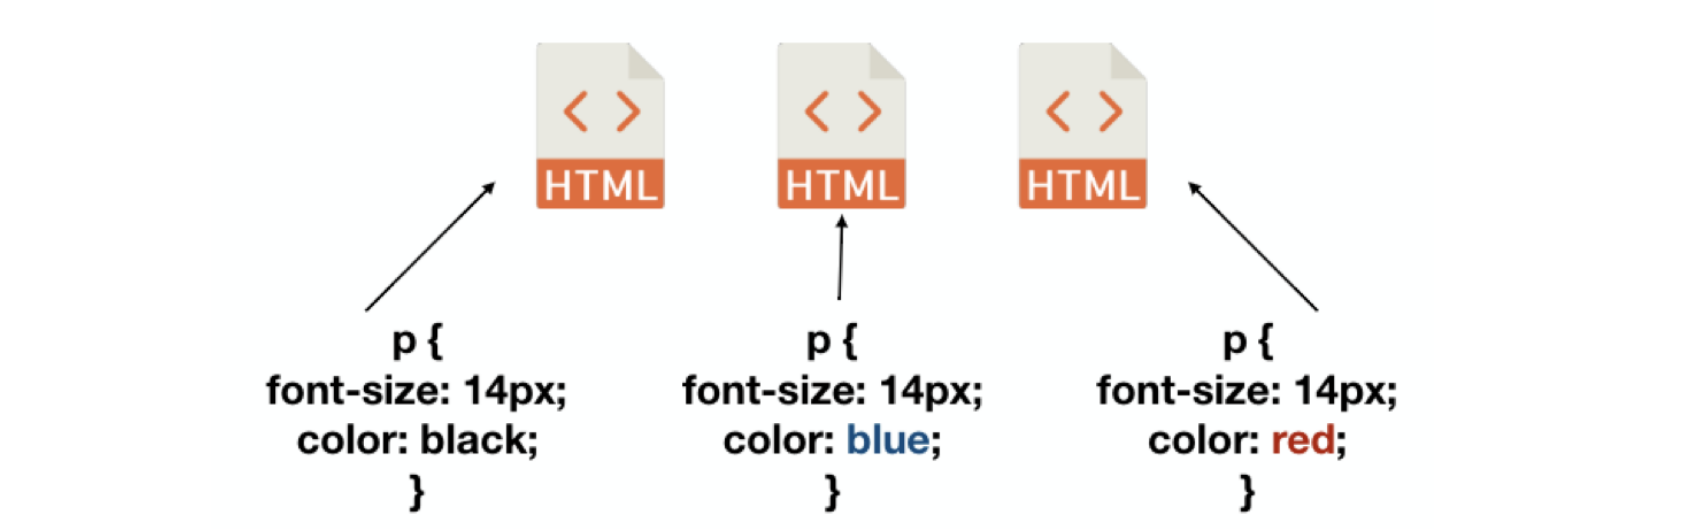 HTML
HTML
HTML
p {
font-size: 14px;
color: black;
}
p {
font-size: 14px;
color: blue;
}
p {
font-size: 14px;
color: red;
}